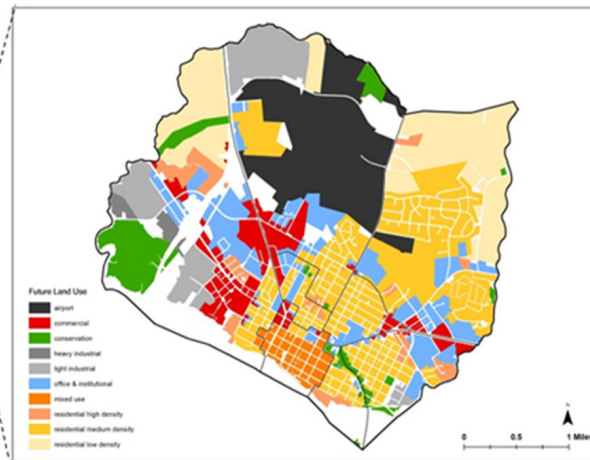 Future Land Use
airport
commercial
conservation
heavy industrial
light industrial
office & institutional
mixed use
residential high density
residential medium density
residential low density
N
0 0.5 1 Miles